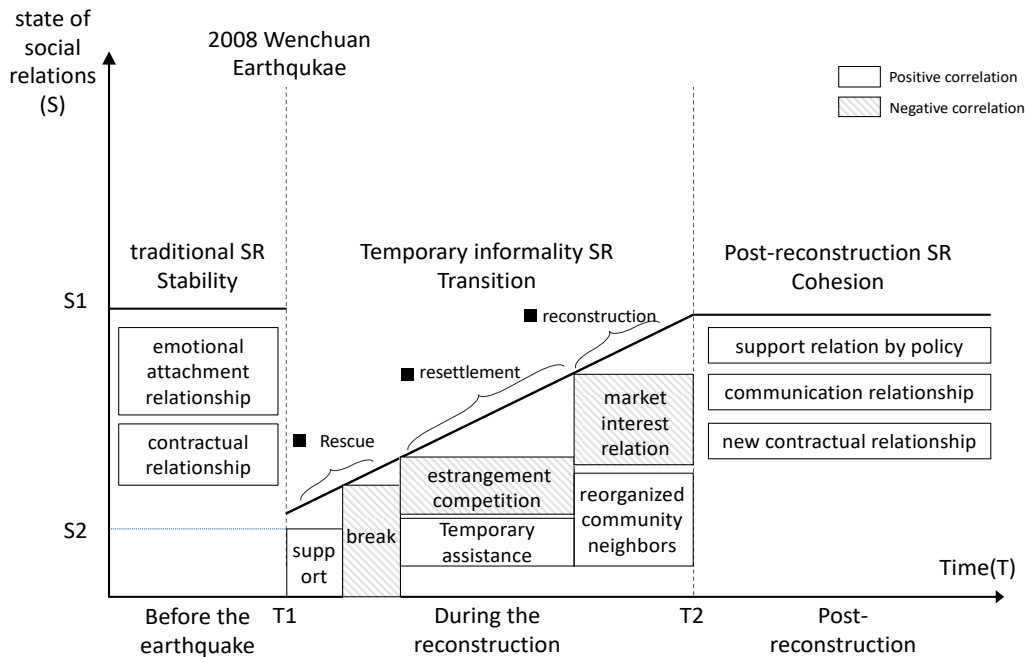 state of
social
relations
(S)
2008 Wenchuan
Earthqukae
Positive correlation
Negative correlation
traditional SR
Stability
Temporary informality SR
Transition
Post-reconstruction SR
Cohesion
S1
reconstruction
emotional
attachment
relationship
support relation by policy
resettlement
market
interest
relation
communication relationship
contractual
relationship
Rescue
new contractual relationship
estrangement
competition
reorganized
community
neighbors
S2
break
Temporary
assistance
supp
ort
Time(T)
Before the
earthquake
T1
During the
reconstruction
T2
Post-
reconstruction